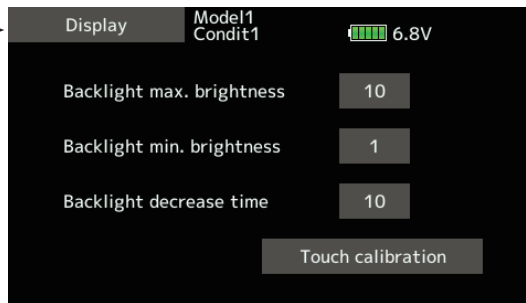 Display
Model1
Condit1
6.8V
Backlight max. brightness 10
Backlight min. brightness 1
Backlight decrease time 10
Touch calibration